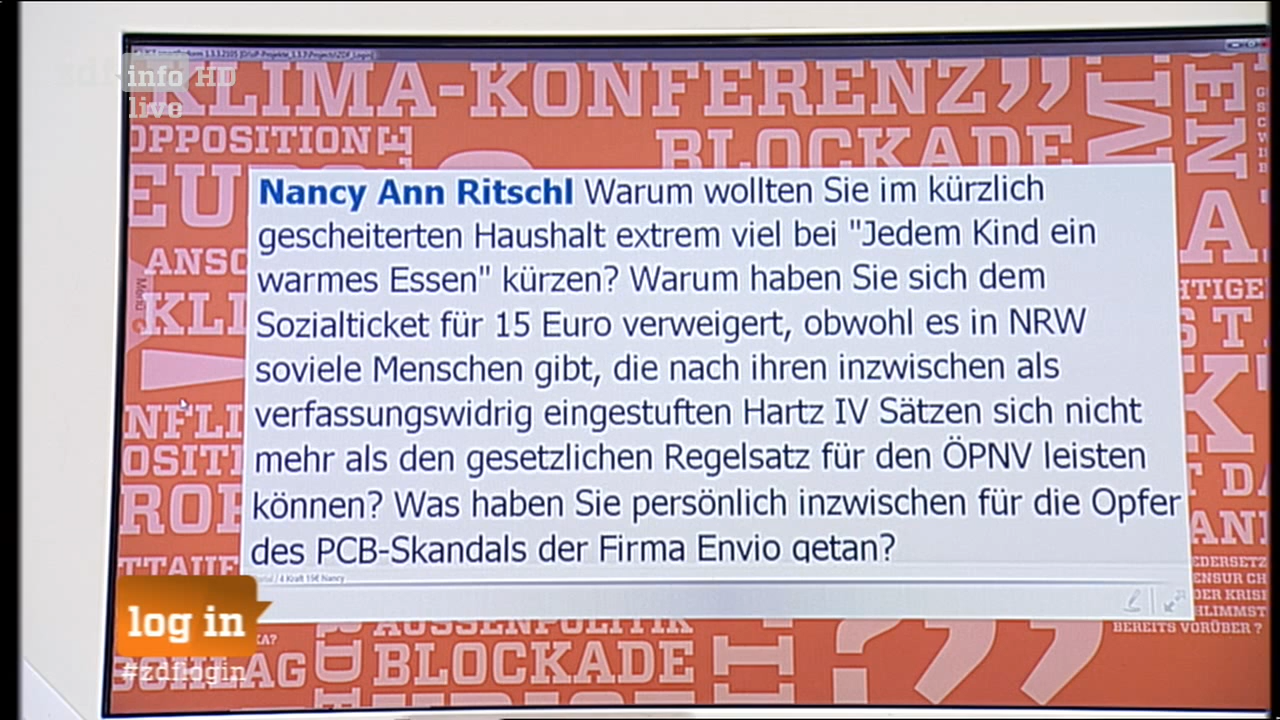 zdf info HD
live
KLIMA-KONFERENZ”
OPPOSITION
BLOCKADE
Nancy Ann Ritschl Warum wollten Sie im kürzlich
gescheiterten Haushalt extrem viel bei "Jedem Kind ein
warmes Essen" kürzen? Warum haben Sie sich dem
Sozialticket für 15 Euro verweigert, obwohl es in NRW
soviele Menschen gibt, die nach ihren inzwischen als
verfassungswidrig eingestuften Hartz IV Sätzen sich nicht
mehr als den gesetzlichen Regelsatz für den ÖPNV leisten
können? Was haben Sie persönlich inzwischen für die Opfer
des PCB-Skandals der Firma Envio getan?
4 Kraft 15€ Nancy
log in
#zdflogin
AUSSENPOLITIK
BLOCKADE
BEREITS VORÜBER ?